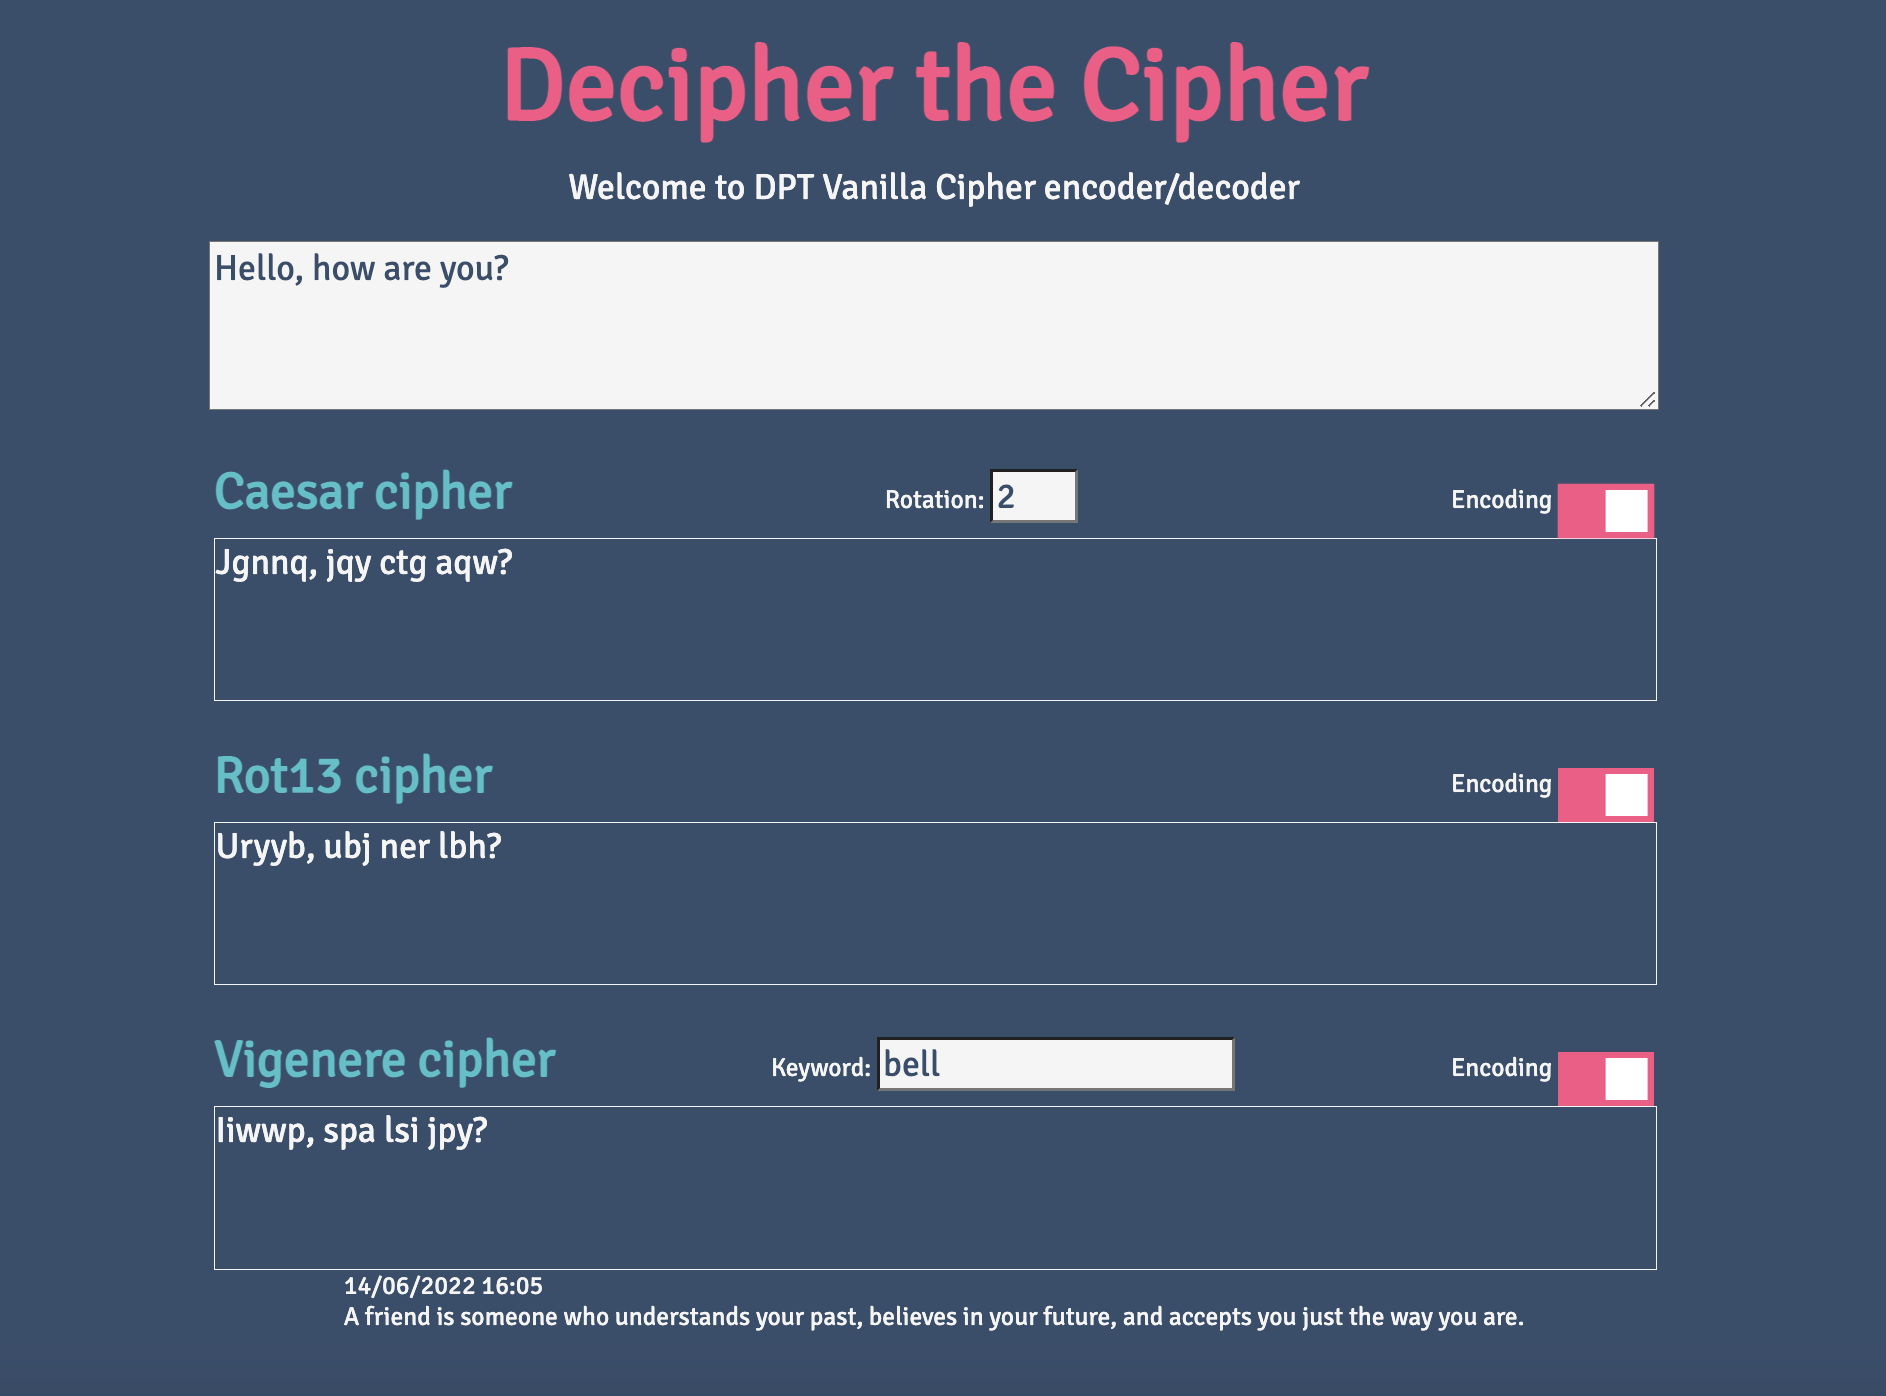 Decipher the Cipher
Welcome to DPT Vanilla Cipher encoder/decoder
Hello, how are you?
Caesar cipher Rotation: 2 Encoding
Jgnnq, jqy ctg aqw?
Rot13 cipher Encoding
Uryyb, ubj ner lbh?
Vigenere cipher Keyword: bell Encoding
Iiwwp, spa lsi jpy?
14/06/2022 16:05
A friend is someone who understands your past, believes in your future, and accepts you just the way you are.